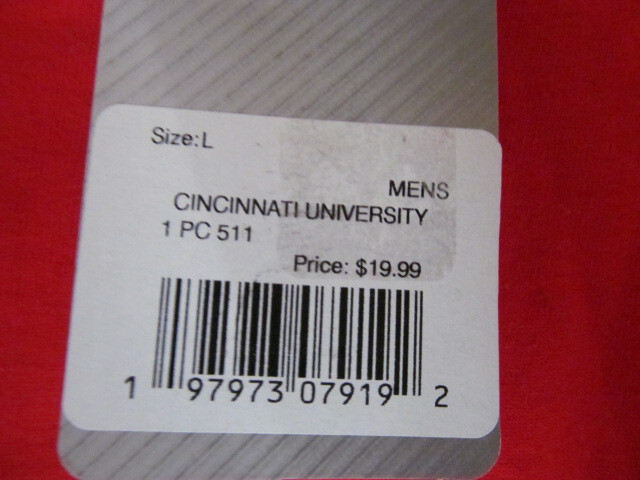 Size: L
MENS
CINCINNATI UNIVERSITY
1 PC 511
Price: $19.99
1 97973 07919 2